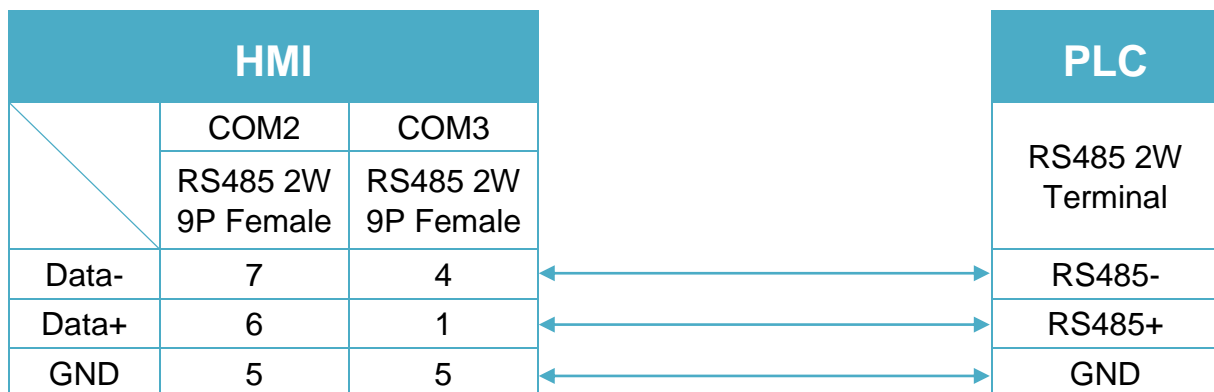 HMI
PLC
COM2 COM3
RS485 2W
Terminal
RS485 2W RS485 2W
9P Female 9P Female
Data- 7 4 RS485-
Data+ 6 1 RS485+
GND 5 5 GND